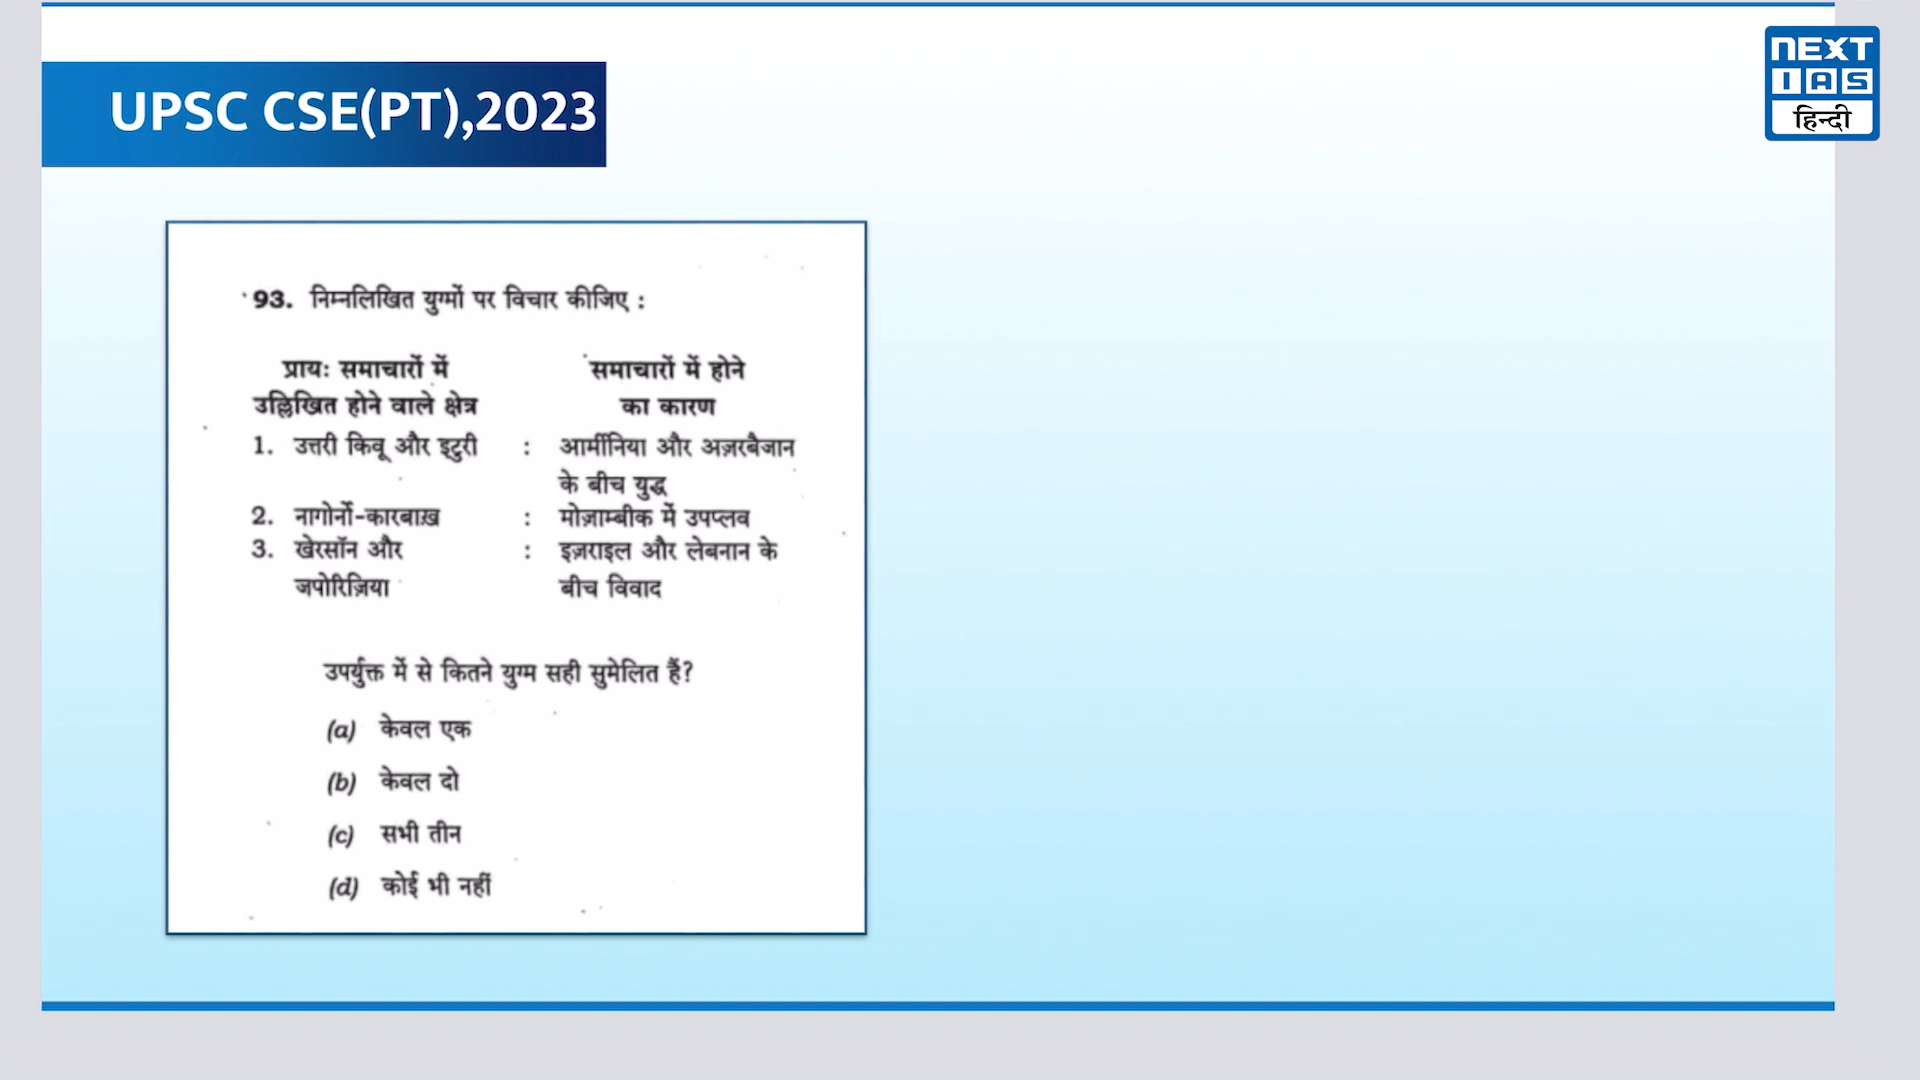 UPSC CSE(PT),2023
NEXT
IAS
हिन्दी
93. निम्नलिखित युग्मों पर विचार कीजिए :
प्रायः समाचारों में समाचारों में होने
उल्लिखित होने वाले क्षेत्र का कारण
1. उत्तरी किवू और इटुरी : आर्मीनिया और अज़रबैजान
के बीच युद्ध
2. नागोर्नो-कारबाख़ : मोज़ाम्बीक में उपप्लव
3. खेरसॉन और : इज़राइल और लेबनान के
जपोरिज़िया बीच विवाद
उपर्युक्त में से कितने युग्म सही सुमेलित हैं?
(a) केवल एक
(b) केवल दो
(c) सभी तीन
(d) कोई भी नहीं